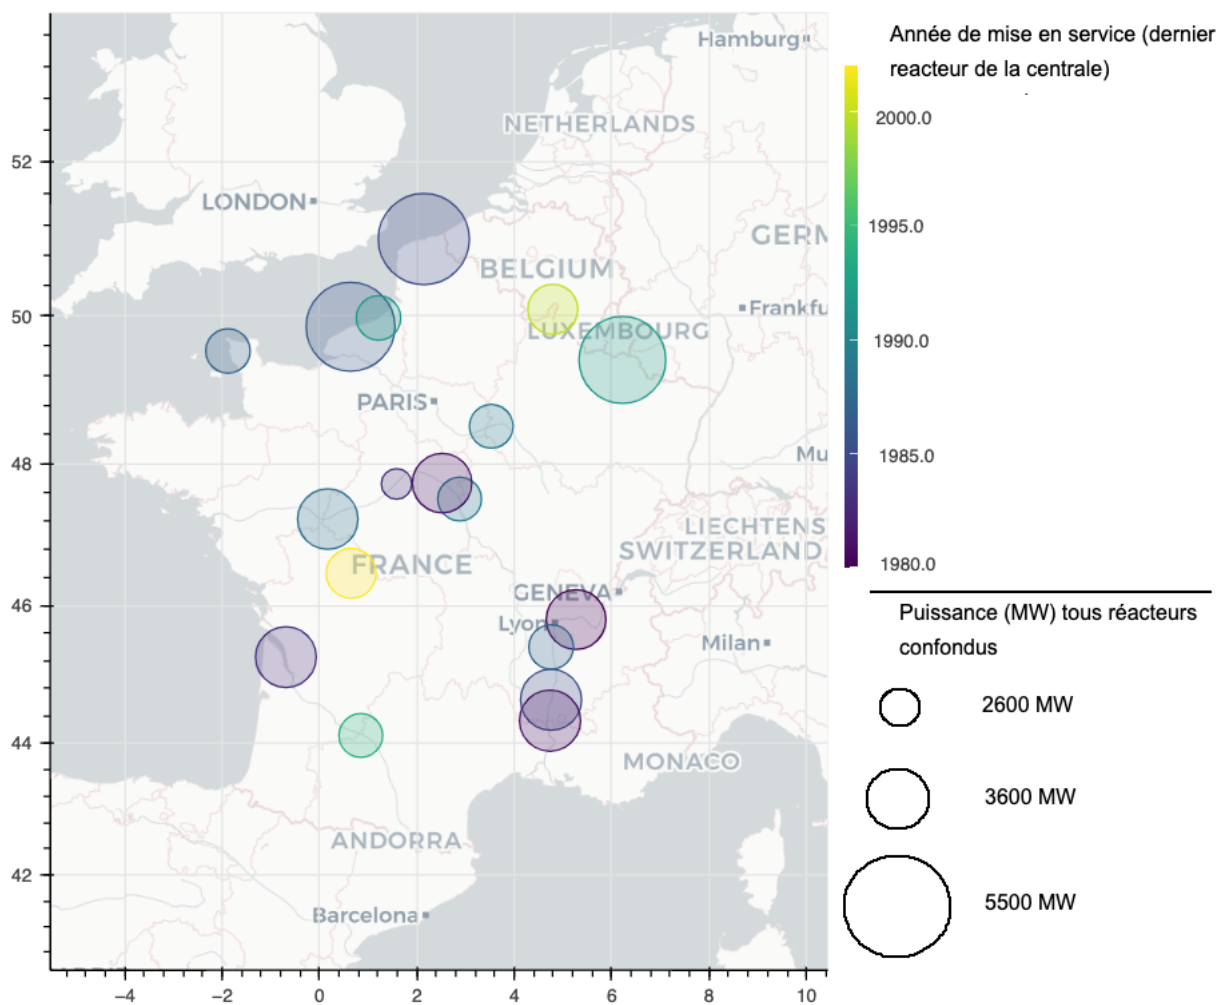 Hamburg
NETHERLANDS
LONDON
GERM
BELGIUM
Frankfu
LUXEMBOURG
PARIS
Mu
LIECHTENS
SWITZERLAND
FRANCE
GENEVA
Lyon
Milan
MONACO
ANDORRA
Barcelona
52
50
48
46
44
42
−4
−2
0
2
4
6
8
10
Année de mise en service (dernier
reacteur de la centrale)
2000.0
1995.0
1990.0
1985.0
1980.0
Puissance (MW) tous réacteurs
confondus
2600 MW
3600 MW
5500 MW